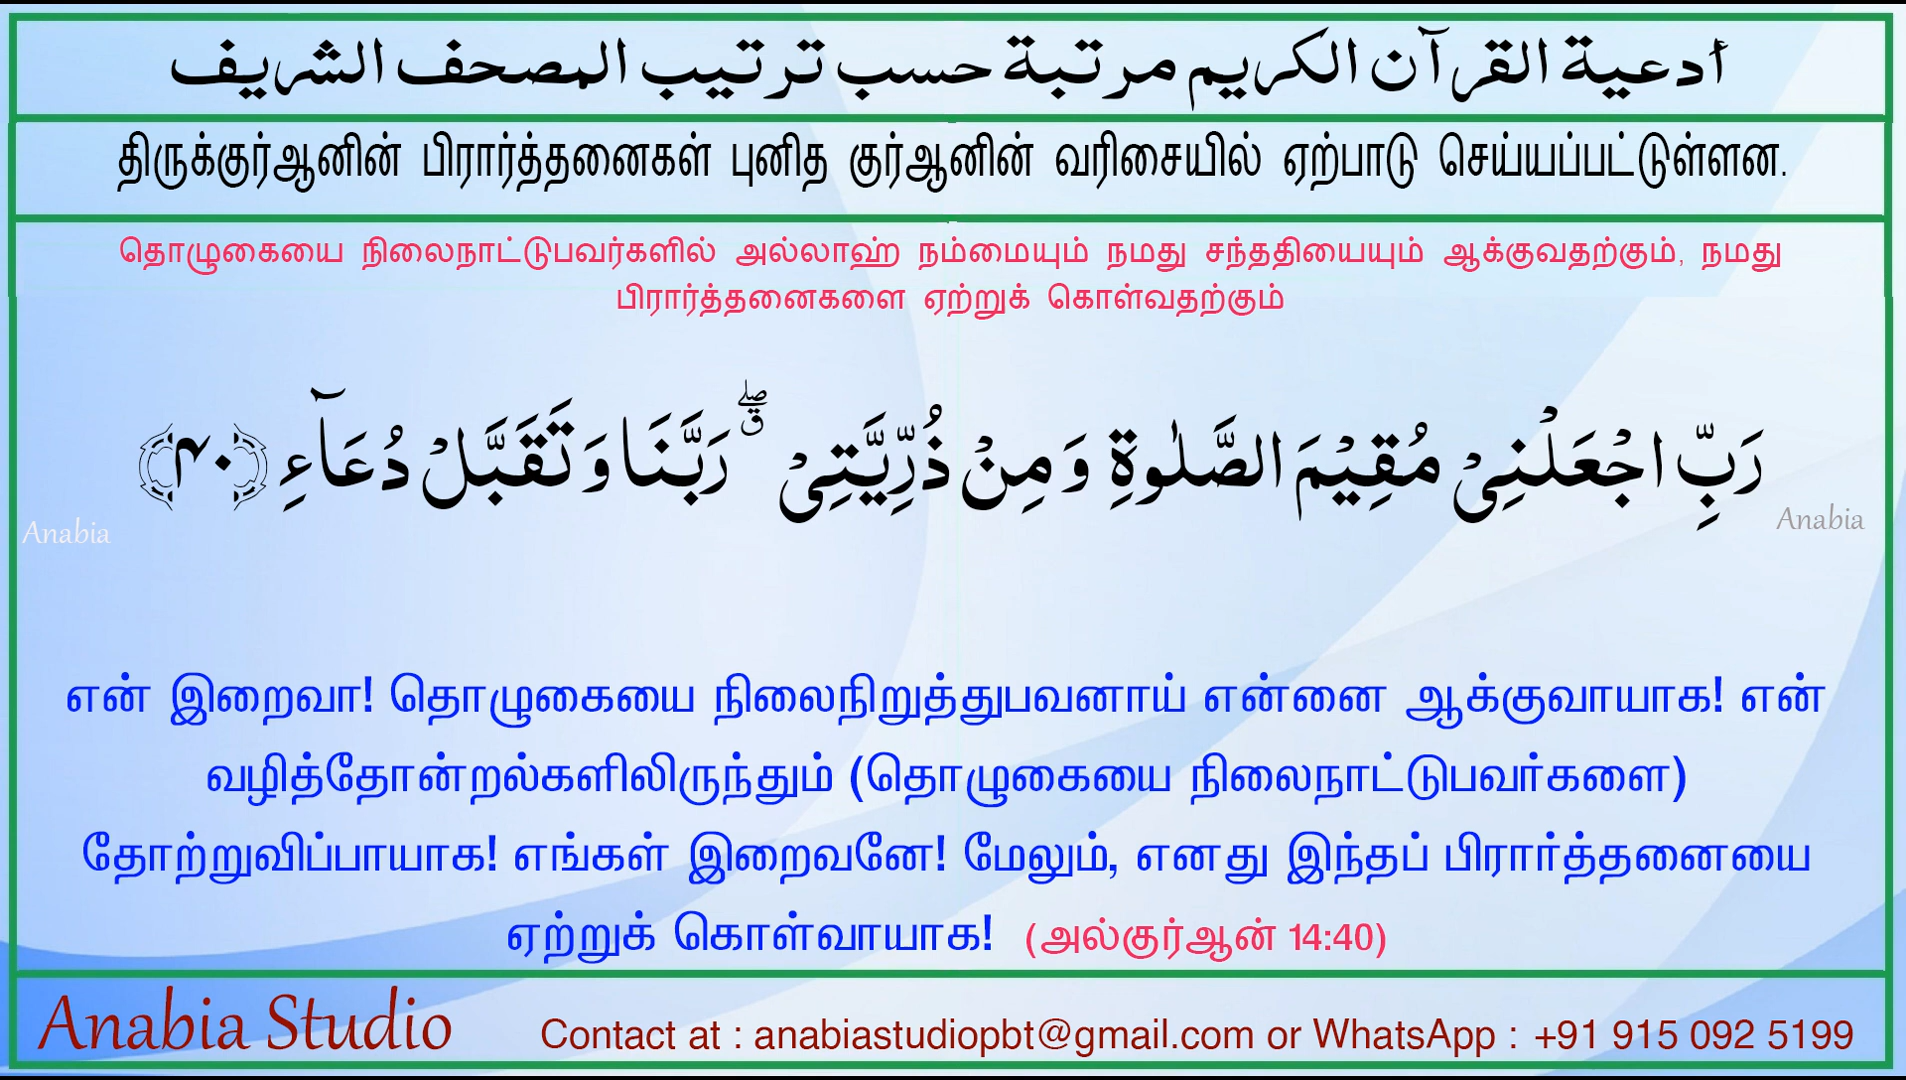 أدعية القرآن الكريم مرتبة حسب ترتيب المصحف الشريف
திருக்குர்ஆனின் பிரார்த்தனைகள் புனித குர்ஆனின் வரிசையில் ஏற்பாடு செய்யப்பட்டுள்ளன.
தொழுகையை நிலைநாட்டுபவர்களில் அல்லாஹ் நம்மையும் நமது சந்ததியையும் ஆக்குவதற்கும், நமது
பிரார்த்தனைகளை ஏற்றுக் கொள்வதற்கும்
رَبِّ اجْعَلْنِيْ مُقِيْمَ الصَّلٰوةِ وَمِنْ ذُرِّيَّتِيْ ۖق رَبَّنَا وَتَقَبَّلْ دُعَآءِ ﴿۴۰﴾
Anabia
Anabia
என் இறைவா! தொழுகையை நிலைநிறுத்துபவனாய் என்னை ஆக்குவாயாக! என்
வழித்தோன்றல்களிலிருந்தும் (தொழுகையை நிலைநாட்டுபவர்களை)
தோற்றுவிப்பாயாக! எங்கள் இறைவனே! மேலும், எனது இந்தப் பிரார்த்தனையை
ஏற்றுக் கொள்வாயாக! (அல்குர்ஆன் 14:40)
Anabia Studio Contact at : anabiastudiopbt@gmail.com or WhatsApp : +91 915 092 5199